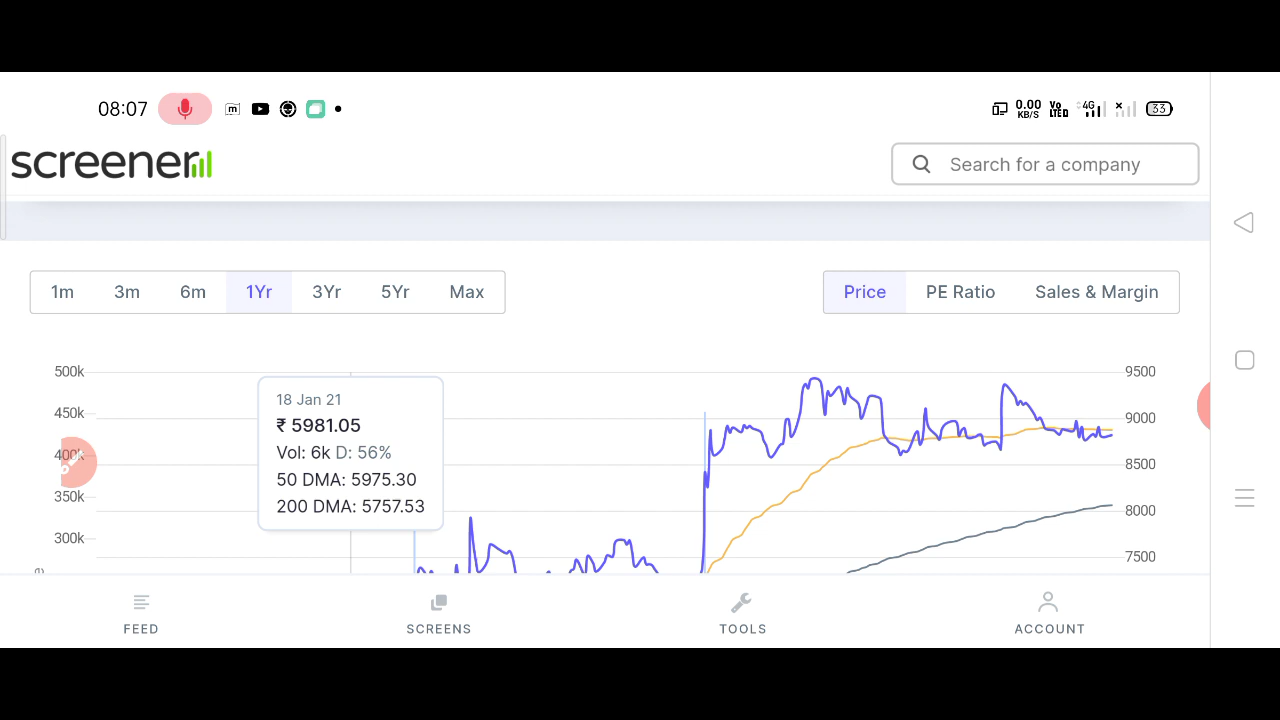 08:07
0.00 KB/S
Vo LTED
4G
33
screener
Search for a company
1m 3m 6m 1Yr 3Yr 5Yr Max
Price PE Ratio Sales & Margin
500k 9500
18 Jan 21
450k 9000
₹ 5981.05
Vol: 6k D: 56%
400k 8500
50 DMA: 5975.30
350k 8000
200 DMA: 5757.53
300k 7500
FEED SCREENS TOOLS ACCOUNT